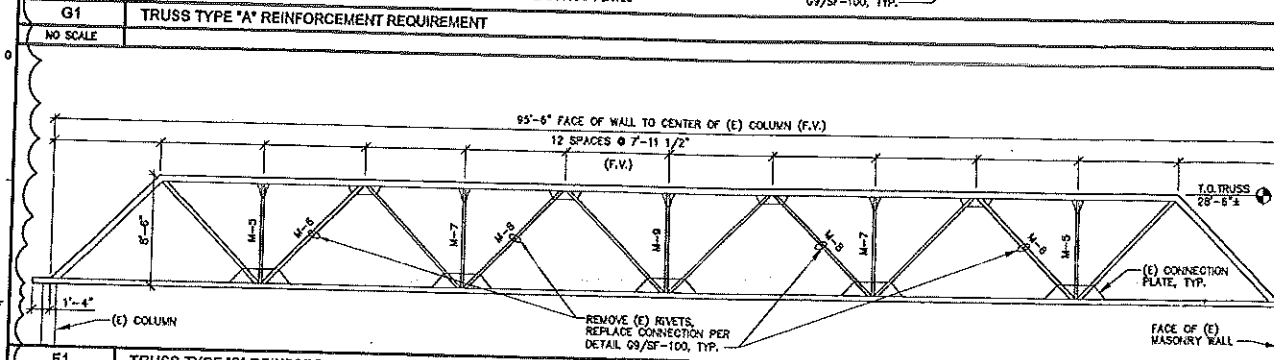 G9/SF-100, TYP.
G1 TRUSS TYPE "A" REINFORCEMENT REQUIREMENT
NO SCALE
95'-6" FACE OF WALL TO CENTER OF (E) COLUMN (F.V.)
12 SPACES @ 7'-11 1/2"
(F.V.)
T.O.TRUSS
28'-6"±
8'-6"
M-5
M-6
M-7
M-8
M-9
M-8
M-7
M-6
M-5
(E) CONNECTION
PLATE, TYP.
1'-4"
(E) COLUMN
REMOVE (E) RIVETS,
REPLACE CONNECTION PER
DETAIL G9/SF-100, TYP.
FACE OF (E)
MASONRY WALL
TRUSS TYPE